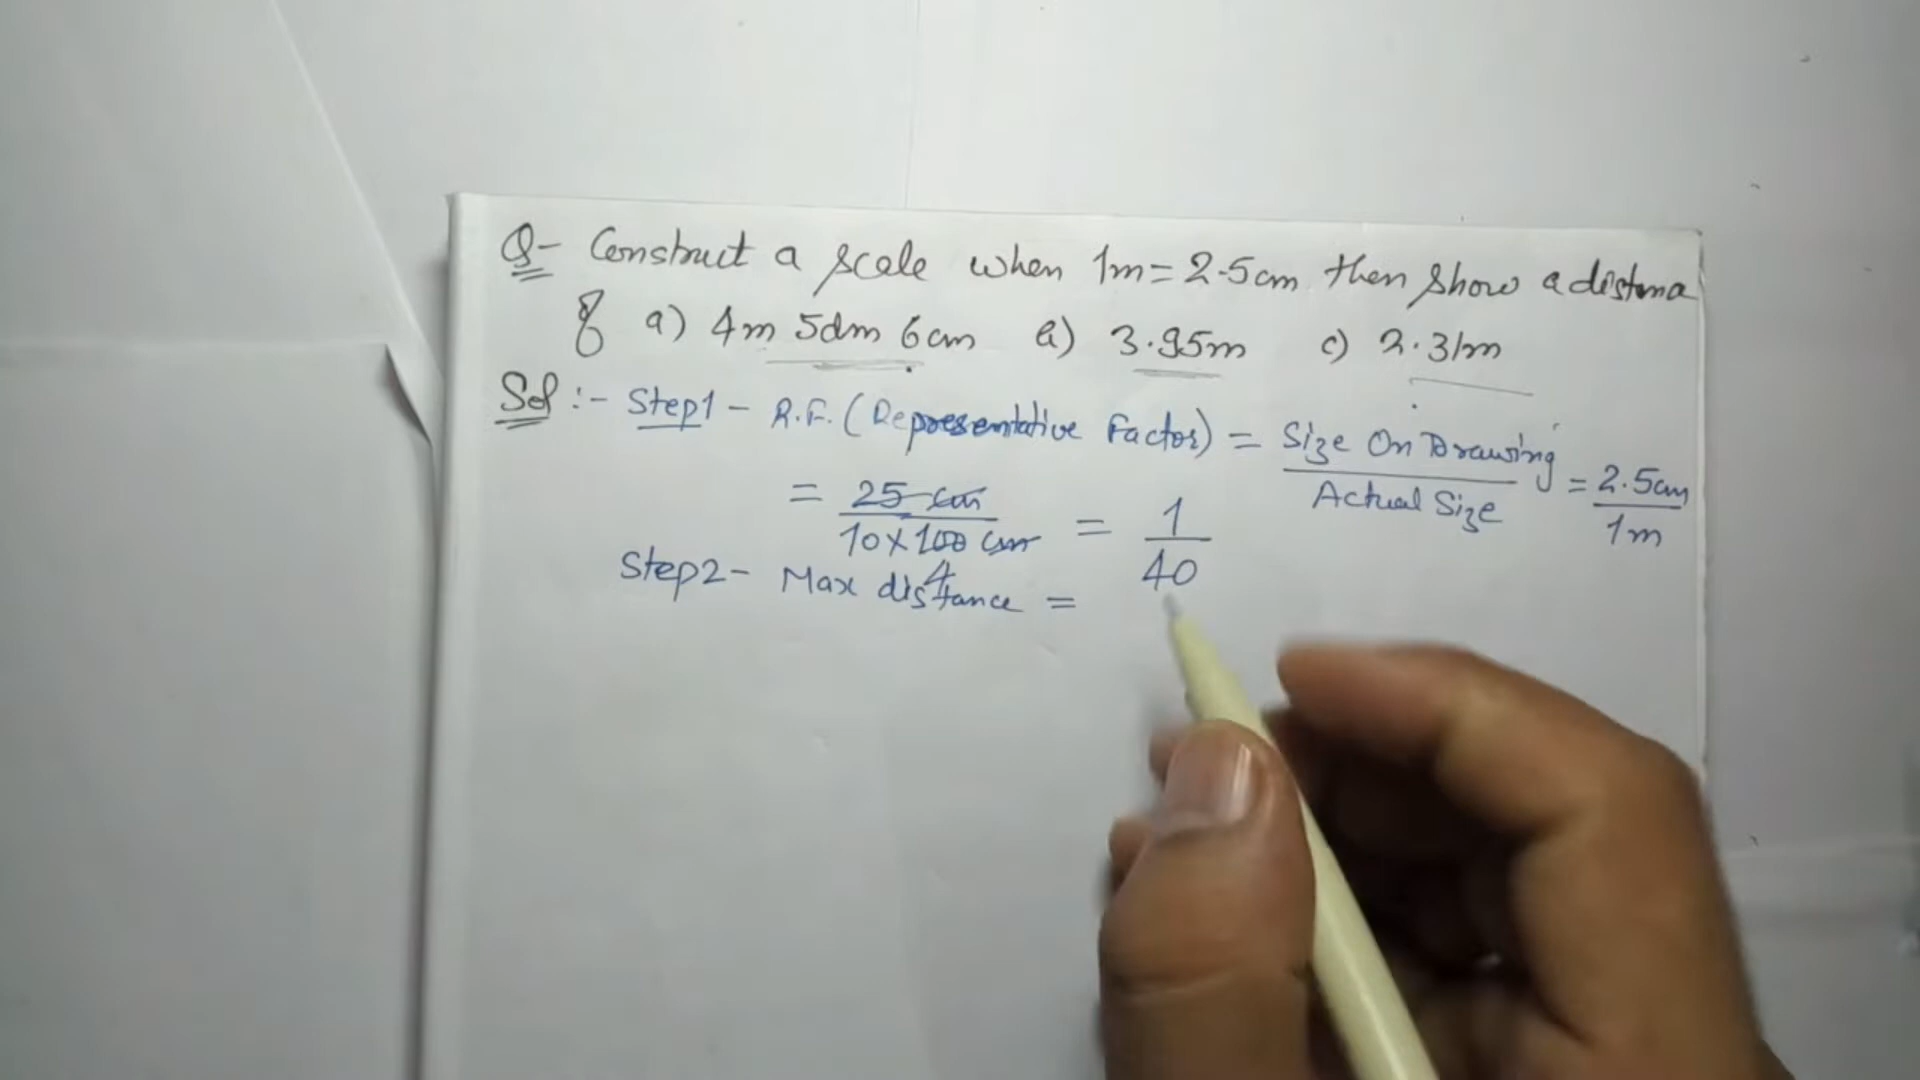 Q- Construct a scale when 1m = 2.5cm then show a distance
of a) 4m 5dm 6cm a) 3.95m c) 2.31m
Sol :- Step1 - R.F. (Representative Factor) = Size On Drawing / Actual Size = 2.5cm / 1m
= 25 cm / 10 x 100 cm = 1 / 40
4
Step2 - Max distance =